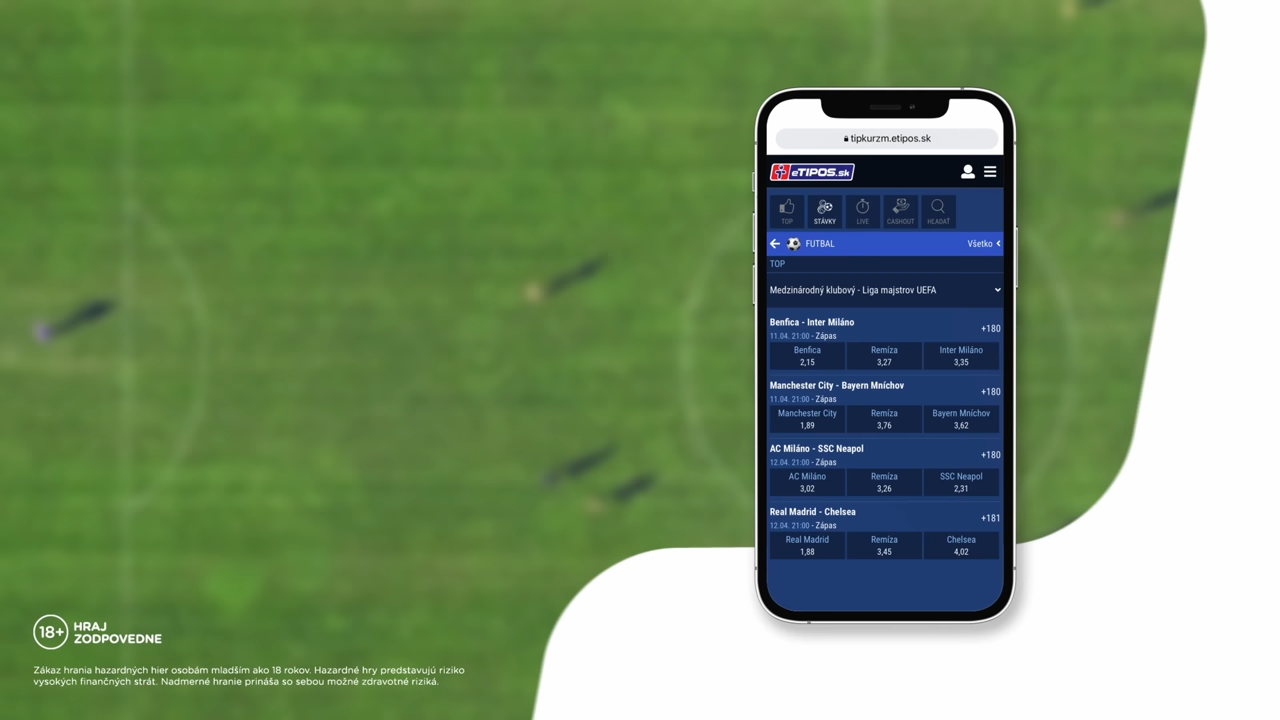 tipkurzm.etipos.sk
eTIPOS.sk
TOP
STÁVKY
LIVE
CASHOUT
HĽADAŤ
FUTBAL
Všetko
TOP
Medzinárodný klubový - Liga majstrov UEFA
Benfica - Inter Miláno
+180
11.04. 21:00 - Zápas
Benfica
Remíza
Inter Miláno
2,15
3,27
3,35
Manchester City - Bayern Mníchov
+180
11.04. 21:00 - Zápas
Manchester City
Remíza
Bayern Mníchov
1,89
3,76
3,62
AC Miláno - SSC Neapol
+180
12.04. 21:00 - Zápas
AC Miláno
Remíza
SSC Neapol
3,02
3,26
2,31
Real Madrid - Chelsea
+181
12.04. 21:00 - Zápas
Real Madrid
Remíza
Chelsea
1,88
3,45
4,02
18+
HRAJ
ZODPOVEDNE
Zákaz hrania hazardných hier osobám mladším ako 18 rokov. Hazardné hry predstavujú riziko
vysokých finančných strát. Nadmerné hranie prináša so sebou možné zdravotné riziká.